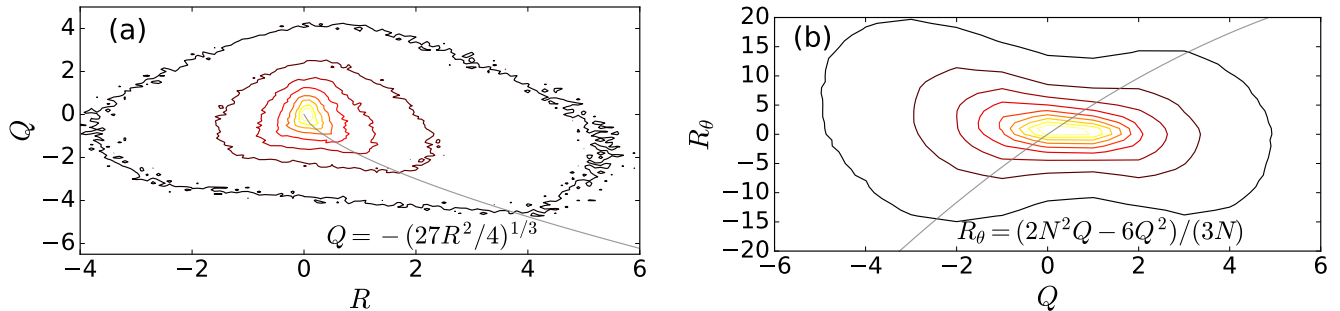 (a)
4
2
0
−2
−4
−6
Q
−4 −2 0 2 4 6
R
Q = −(27R²/4)^{1/3}
(b)
20
15
10
5
0
−5
−10
−15
−20
R_θ
−6 −4 −2 0 2 4 6
Q
R_θ = (2N²Q − 6Q²)/(3N)